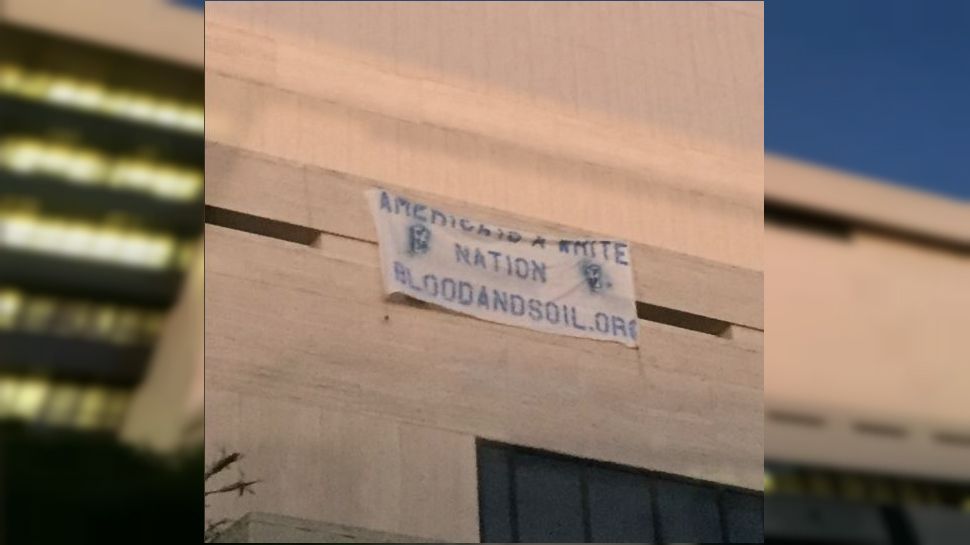 AMERICA IS A WHITE
NATION
BLOODANDSOIL.ORG